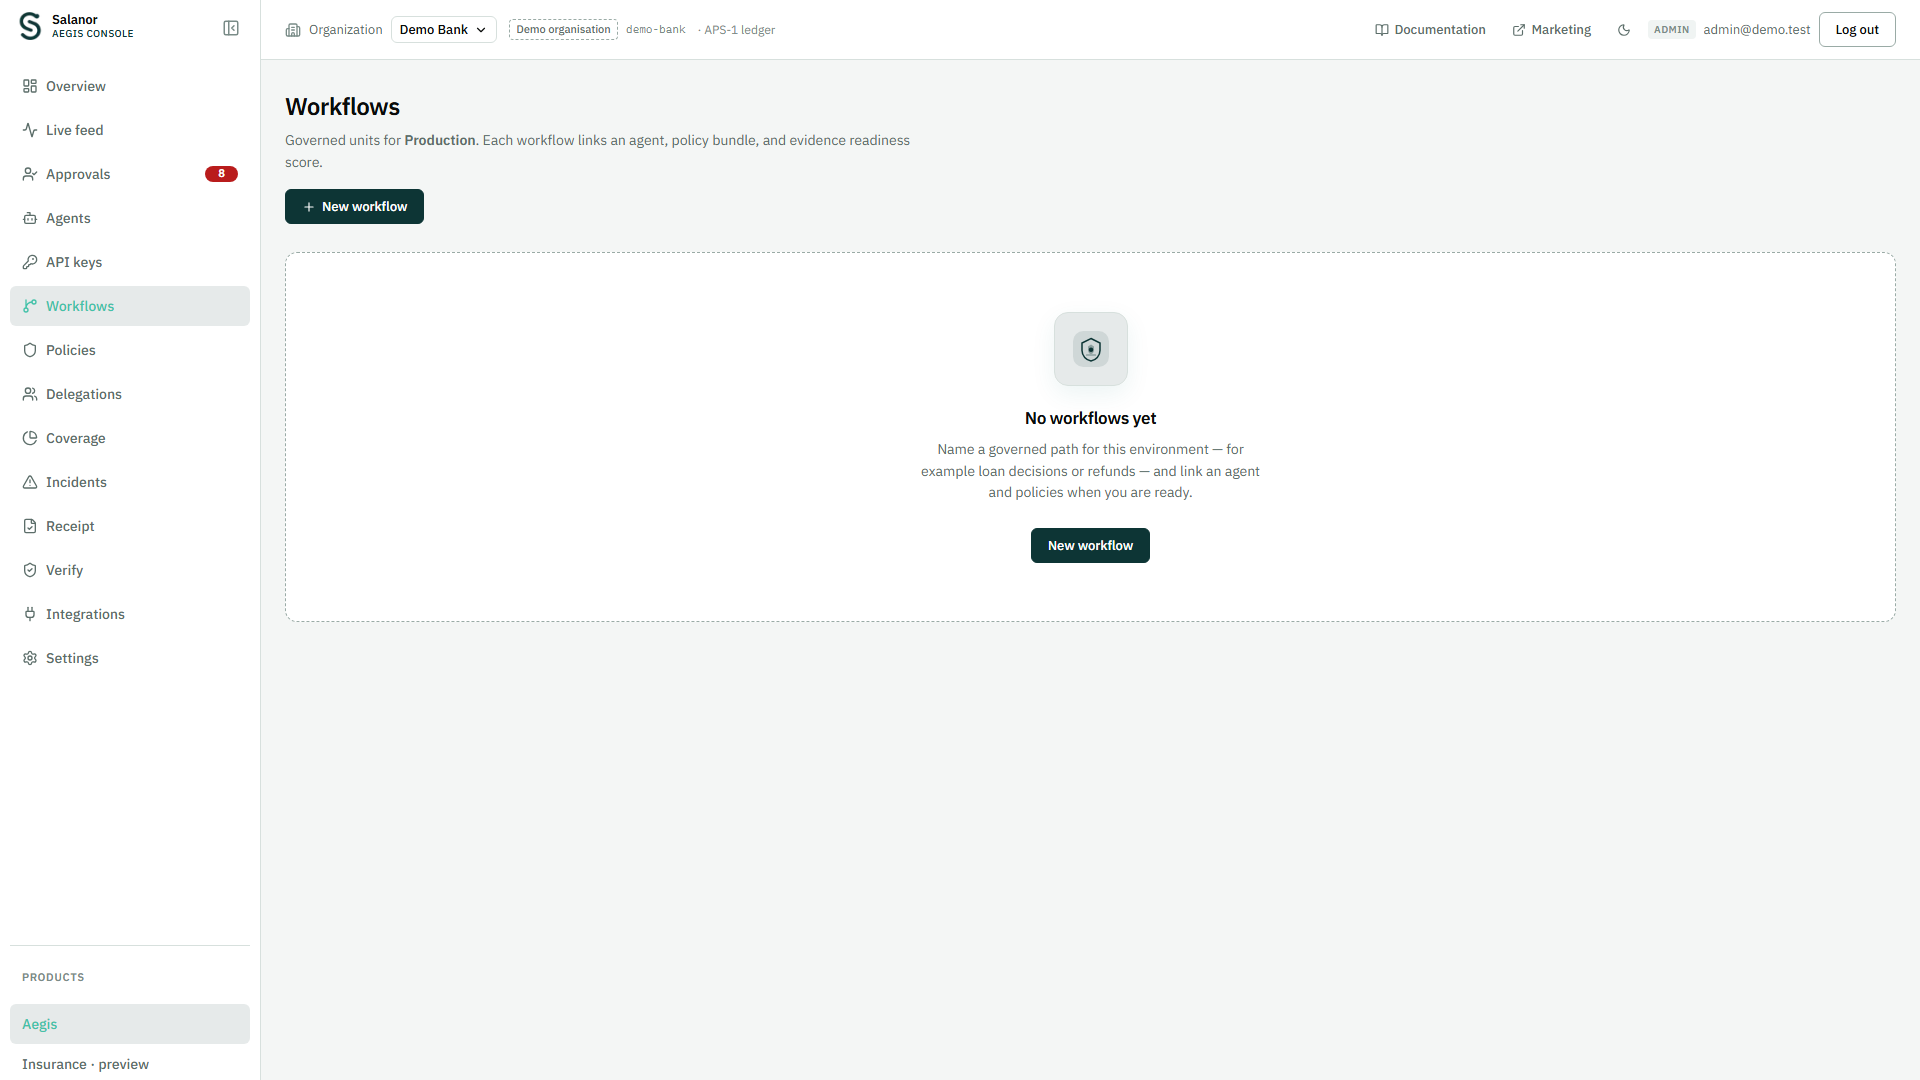 Salanor
AEGIS CONSOLE
Overview
Live feed
Approvals 8
Agents
API keys
Workflows
Policies
Delegations
Coverage
Incidents
Receipt
Verify
Integrations
Settings
PRODUCTS
Aegis
Insurance · preview
Organization Demo Bank Demo organisation demo-bank · APS-1 ledger
Documentation Marketing ADMIN admin@demo.test Log out
Workflows
Governed units for Production. Each workflow links an agent, policy bundle, and evidence readiness
score.
+ New workflow
No workflows yet
Name a governed path for this environment — for
example loan decisions or refunds — and link an agent
and policies when you are ready.
New workflow